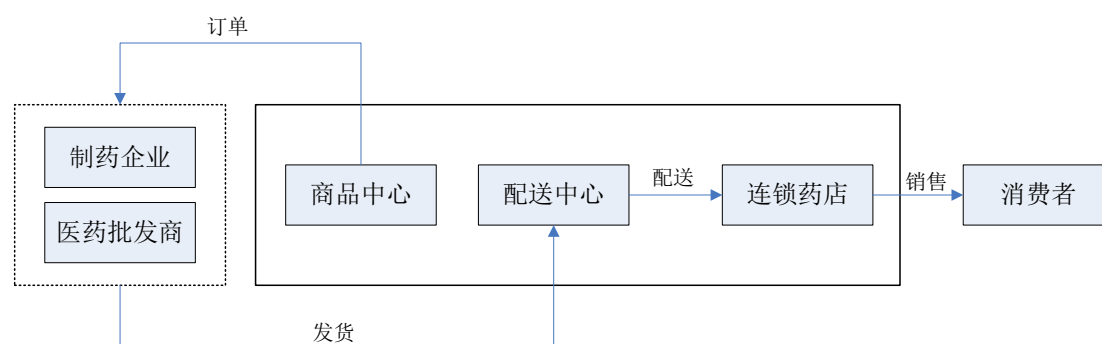 订单
制药企业
医药批发商
商品中心
配送中心
配送
连锁药店
销售
消费者
发货